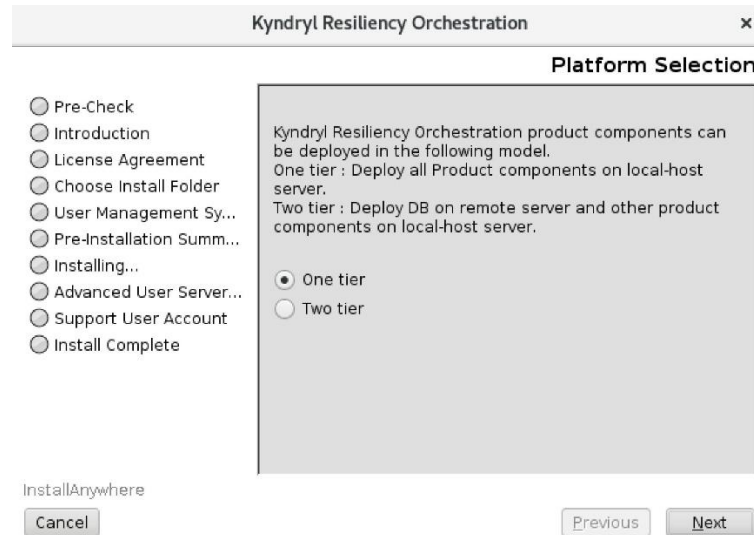 Kyndryl Resiliency Orchestration
×
Platform Selection
Pre-Check
Introduction
License Agreement
Choose Install Folder
User Management Sy...
Pre-Installation Summ...
Installing...
Advanced User Server...
Support User Account
Install Complete
Kyndryl Resiliency Orchestration product components can
be deployed in the following model.
One tier : Deploy all Product components on local-host
server.
Two tier : Deploy DB on remote server and other product
components on local-host server.
One tier
Two tier
InstallAnywhere
Cancel
Previous
Next